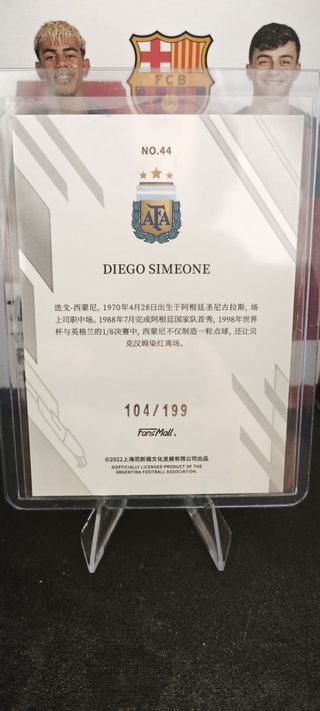 FCB
NO.44
AFA
DIEGO SIMEONE
迭戈-西蒙尼, 1970年4月28日出生于阿根廷圣尼古拉斯, 场
上司职中场。1988年7月完成阿根廷国家队首秀, 1998年世界
杯与英格兰的1/8决赛中, 西蒙尼不仅制造一粒点球, 还让贝
克汉姆染红离场。
104/199
FansMall.
©2022上海范斯猫文化发展有限公司出品
©OFFICIALLY LICENSED PRODUCT OF THE
ARGENTINA FOOTBALL ASSOCIATION.